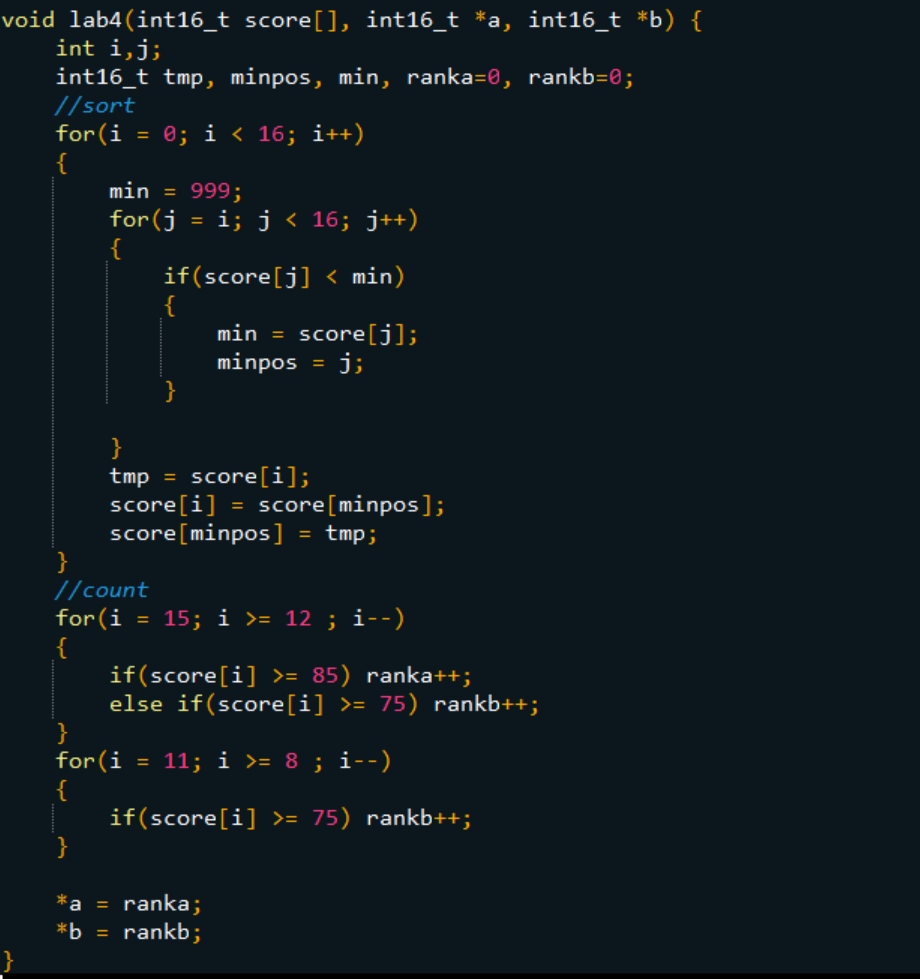 void lab4(int16_t score[], int16_t *a, int16_t *b) {
    int i,j;
    int16_t tmp, minpos, min, ranka=0, rankb=0;
    //sort
    for(i = 0; i < 16; i++)
    {
        min = 999;
        for(j = i; j < 16; j++)
        {
            if(score[j] < min)
            {
                min = score[j];
                minpos = j;
            }

        }
        tmp = score[i];
        score[i] = score[minpos];
        score[minpos] = tmp;
    }
    //count
    for(i = 15; i >= 12 ; i--)
    {
        if(score[i] >= 85) ranka++;
        else if(score[i] >= 75) rankb++;
    }
    for(i = 11; i >= 8 ; i--)
    {
        if(score[i] >= 75) rankb++;
    }

    *a = ranka;
    *b = rankb;
}